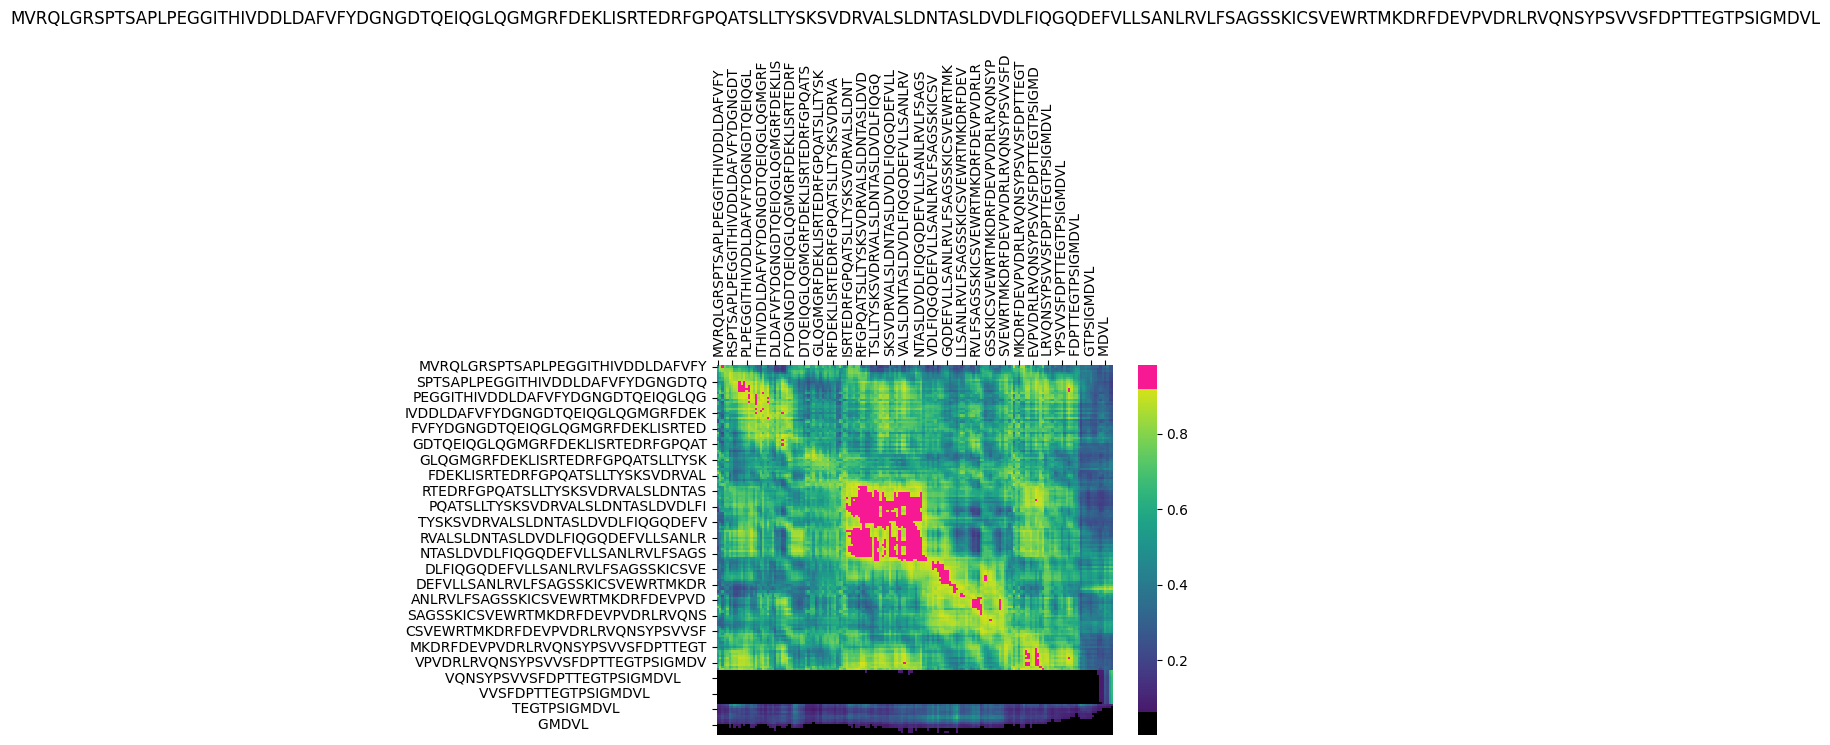 MVRQLGRSPTSAPLPEGGITHIVDDLDAFVFYDGNGDTQEIQGLQGMGRFDEKLISRTEDRFGPQATSLLTYSKSVDRVALSLDNTASLDVDLFIQGQDEFVLLSANLRVLFSAGSSKICSVEWRTMKDRFDEVPVDRLRVQNSYPSVVSFDPTTEGTPSIGMDVL
MVRQLGRSPTSAPLPEGGITHIVDDLDAFVFY
RSPTSAPLPEGGITHIVDDLDAFVFYDGNGDT
PLPEGGITHIVDDLDAFVFYDGNGDTQEIQGL
ITHIVDDLDAFVFYDGNGDTQEIQGLQGMGRF
DLDAFVFYDGNGDTQEIQGLQGMGRFDEKLIS
FYDGNGDTQEIQGLQGMGRFDEKLISRTEDRF
DTQEIQGLQGMGRFDEKLISRTEDRFGPQATS
GLQGMGRFDEKLISRTEDRFGPQATSLLTYSK
RFDEKLISRTEDRFGPQATSLLTYSKSVDRVA
ISRTEDRFGPQATSLLTYSKSVDRVALSLDNT
RFGPQATSLLTYSKSVDRVALSLDNTASLDVD
TSLLTYSKSVDRVALSLDNTASLDVDLFIQGQ
SKSVDRVALSLDNTASLDVDLFIQGQDEFVLL
VALSLDNTASLDVDLFIQGQDEFVLLSANLRV
NTASLDVDLFIQGQDEFVLLSANLRVLFSAGS
VDLFIQGQDEFVLLSANLRVLFSAGSSKICSV
GQDEFVLLSANLRVLFSAGSSKICSVEWRTMK
LLSANLRVLFSAGSSKICSVEWRTMKDRFDEV
RVLFSAGSSKICSVEWRTMKDRFDEVPVDRLR
GSSKICSVEWRTMKDRFDEVPVDRLRVQNSYP
SVEWRTMKDRFDEVPVDRLRVQNSYPSVVSFD
MKDRFDEVPVDRLRVQNSYPSVVSFDPTTEGT
EVPVDRLRVQNSYPSVVSFDPTTEGTPSIGMD
LRVQNSYPSVVSFDPTTEGTPSIGMDVL
YPSVVSFDPTTEGTPSIGMDVL
FDPTTEGTPSIGMDVL
GTPSIGMDVL
MDVL
MVRQLGRSPTSAPLPEGGITHIVDDLDAFVFY
SPTSAPLPEGGITHIVDDLDAFVFYDGNGDTQ
PEGGITHIVDDLDAFVFYDGNGDTQEIQGLQG
IVDDLDAFVFYDGNGDTQEIQGLQGMGRFDEK
FVFYDGNGDTQEIQGLQGMGRFDEKLISRTED
GDTQEIQGLQGMGRFDEKLISRTEDRFGPQAT
GLQGMGRFDEKLISRTEDRFGPQATSLLTYSK
FDEKLISRTEDRFGPQATSLLTYSKSVDRVAL
RTEDRFGPQATSLLTYSKSVDRVALSLDNTAS
PQATSLLTYSKSVDRVALSLDNTASLDVDLFI
TYSKSVDRVALSLDNTASLDVDLFIQGQDEFV
RVALSLDNTASLDVDLFIQGQDEFVLLSANLR
NTASLDVDLFIQGQDEFVLLSANLRVLFSAGS
DLFIQGQDEFVLLSANLRVLFSAGSSKICSVE
DEFVLLSANLRVLFSAGSSKICSVEWRTMKDR
ANLRVLFSAGSSKICSVEWRTMKDRFDEVPVD
SAGSSKICSVEWRTMKDRFDEVPVDRLRVQNS
CSVEWRTMKDRFDEVPVDRLRVQNSYPSVVSF
MKDRFDEVPVDRLRVQNSYPSVVSFDPTTEGT
VPVDRLRVQNSYPSVVSFDPTTEGTPSIGMDV
VQNSYPSVVSFDPTTEGTPSIGMDVL
VVSFDPTTEGTPSIGMDVL
TEGTPSIGMDVL
GMDVL
0.8
0.6
0.4
0.2